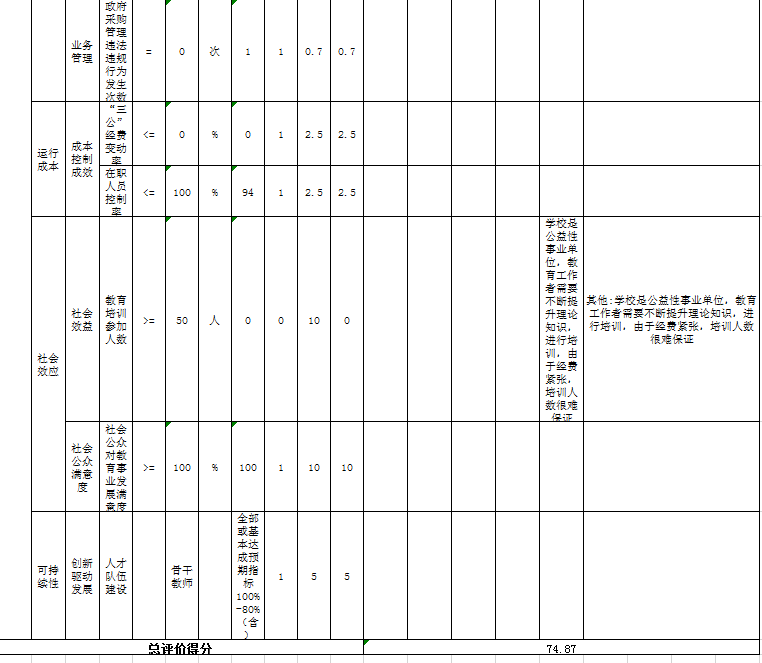 业务
管理
政府
采购
管理
违法
违规
行为
发生
次数
=
0
次
1
1
0.7
0.7
运行
成本
成本
控制
成效
“三
公”
经费
变动
率
<=
0
%
0
1
2.5
2.5
在职
人员
控制
率
<=
100
%
94
1
2.5
2.5
社会
效应
社会
效益
教育
培训
参加
人数
>=
50
人
0
0
10
0
学校是
公益性
事业单
位，教
育工作
者需要
不断提
升理论
知识，
进行培
训，由
于经费
紧张，
培训人
数很难
保证
其他:学校是公益性事业单位，教育
工作者需要不断提升理论知识，进
行培训，由于经费紧张，培训人数
很难保证
社会
公众
满意
度
社会
公众
对教
育事
业发
展满
意度
>=
100
%
100
1
10
10
可持
续性
创新
驱动
发展
人才
队伍
建设
骨干
教师
全部
或基
本达
成预
期指
标
100%
-80%
（含
）
1
5
5
总评价得分
74.87